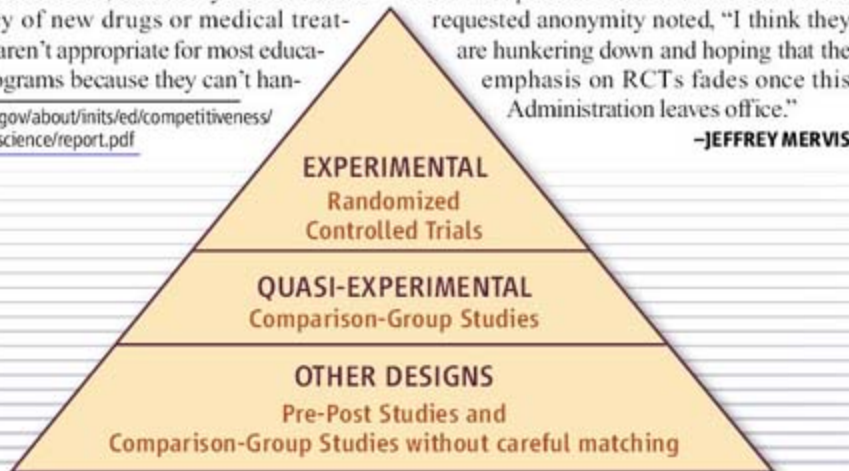 y of new drugs or medical treat-
aren't appropriate for most educa-
ograms because they can't han-
gov/about/inits/ed/competitiveness/
science/report.pdf
requested anonymity noted, "I think they
are hunkering down and hoping that the
emphasis on RCTs fades once this
Administration leaves office."
–JEFFREY MERVIS
EXPERIMENTAL
Randomized
Controlled Trials
QUASI-EXPERIMENTAL
Comparison-Group Studies
OTHER DESIGNS
Pre-Post Studies and
Comparison-Group Studies without careful matching